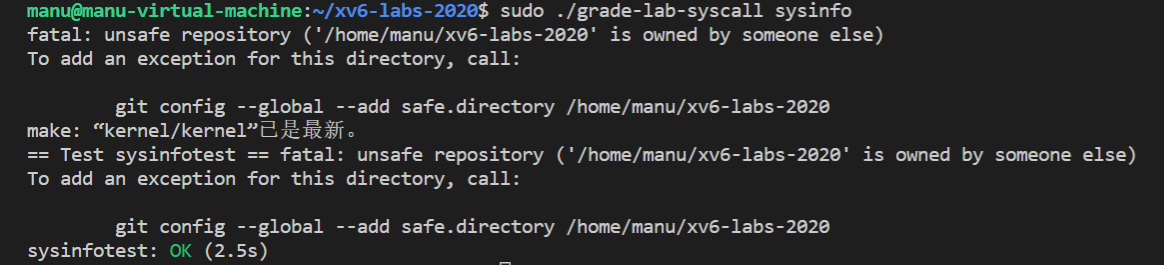 manu@manu-virtual-machine:~/xv6-labs-2020$ sudo ./grade-lab-syscall sysinfo
fatal: unsafe repository ('/home/manu/xv6-labs-2020' is owned by someone else)
To add an exception for this directory, call:
git config --global --add safe.directory /home/manu/xv6-labs-2020
make: “kernel/kernel”已是最新。
== Test sysinfotest == fatal: unsafe repository ('/home/manu/xv6-labs-2020' is owned by someone else)
To add an exception for this directory, call:
git config --global --add safe.directory /home/manu/xv6-labs-2020
sysinfotest: OK (2.5s)